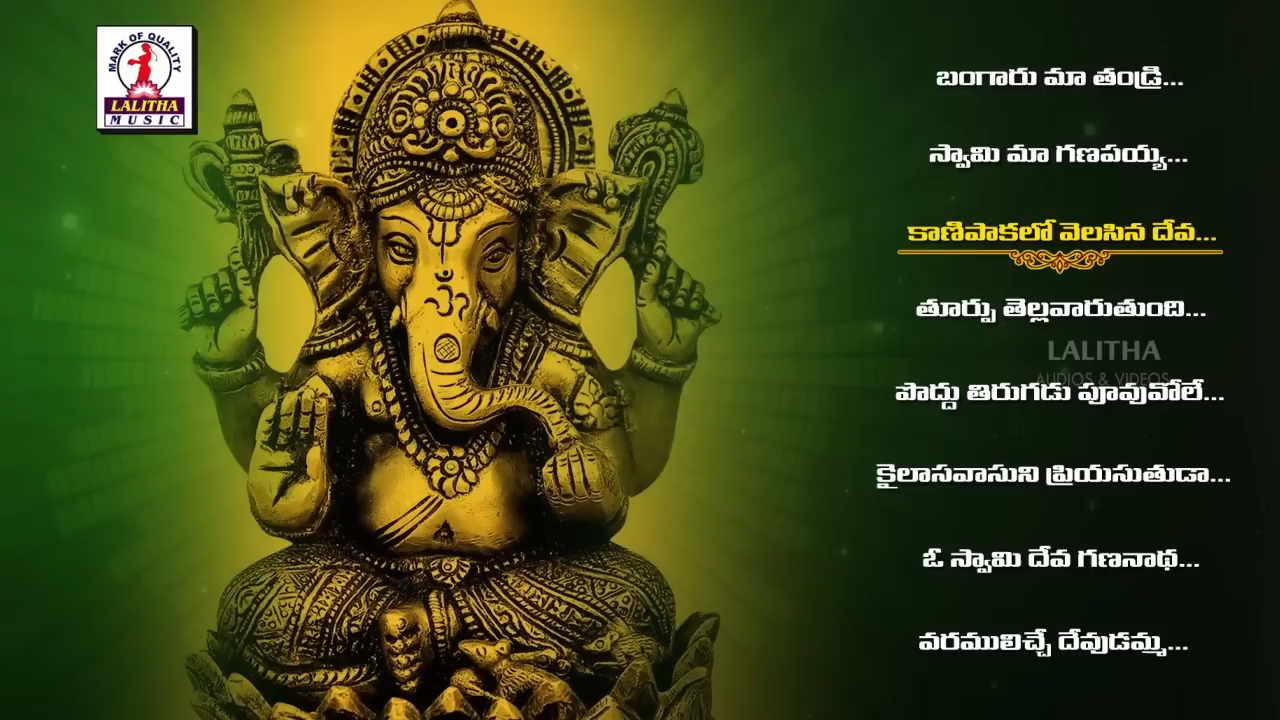 MARK OF QUALITY
LALITHA
MUSIC
బంగారు మా తండ్రి...
స్వామి మా గణపయ్య...
కాణిపాకలో వెలసిన దేవ...
తూర్పు తెల్లవారుతుంది...
LALITHA
AUDIOS & VIDEOS
పొద్దు తిరుగడు పూవువోలే...
కైలాసవాసుని ప్రియసుతుడా...
ఓ స్వామి దేవ గణనాథ...
వరములిచ్చే దేవుడమ్మ...